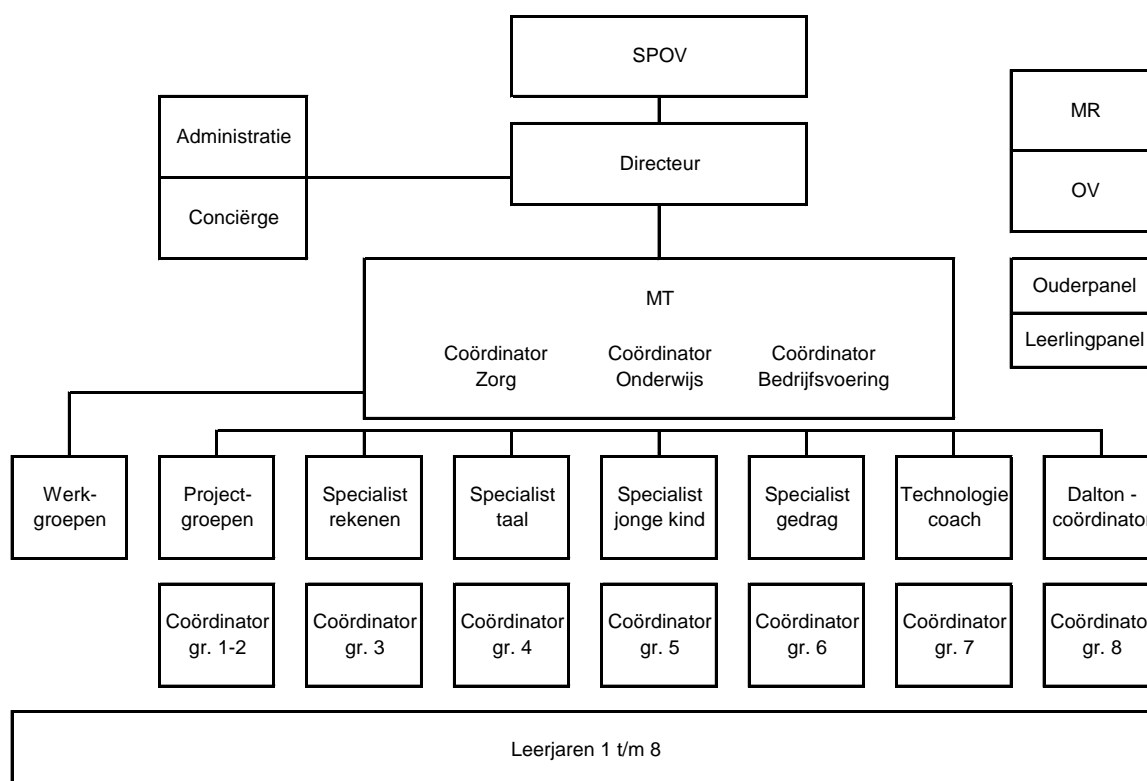 SPOV
Administratie
Conciërge
Directeur
MR
OV
Ouderpanel
Leerlingpanel
MT
Coördinator
Zorg
Coördinator
Onderwijs
Coördinator
Bedrijfsvoering
Werk-
groepen
Project-
groepen
Specialist
rekenen
Specialist
taal
Specialist
jonge kind
Specialist
gedrag
Technologie
coach
Dalton -
coördinator
Coördinator
gr. 1-2
Coördinator
gr. 3
Coördinator
gr. 4
Coördinator
gr. 5
Coördinator
gr. 6
Coördinator
gr. 7
Coördinator
gr. 8
Leerjaren 1 t/m 8